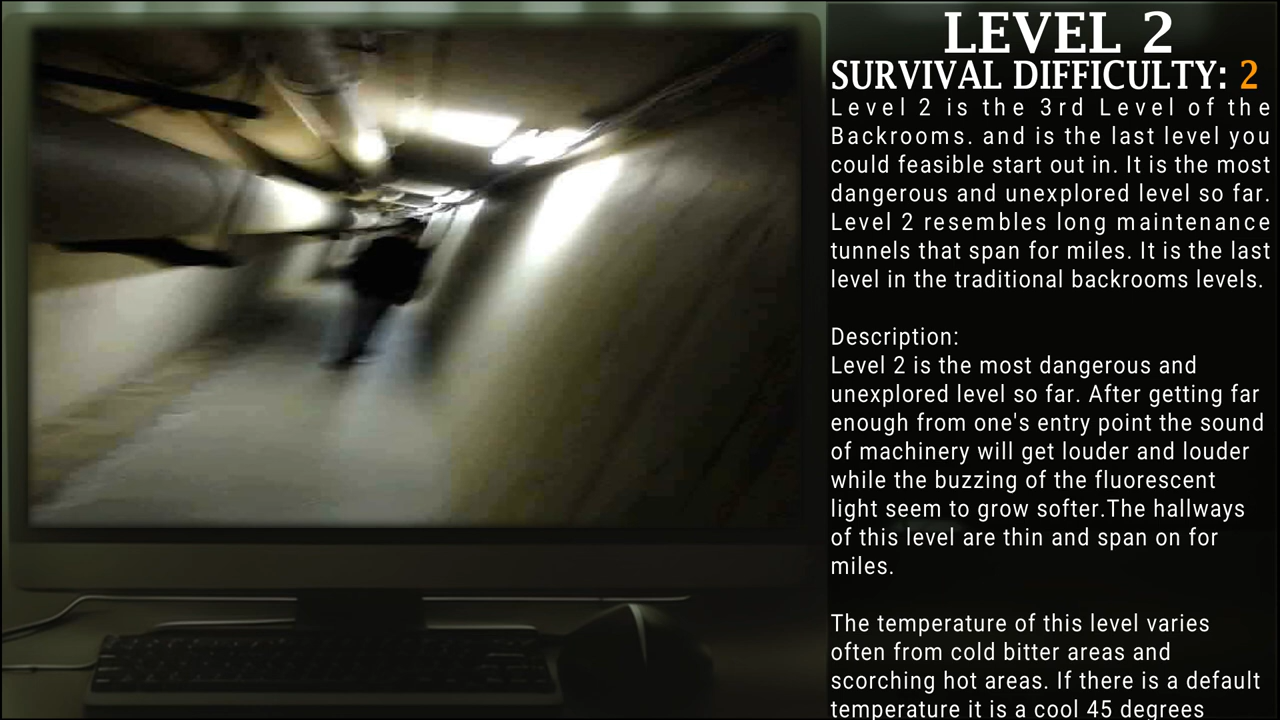 LEVEL 2
SURVIVAL DIFFICULTY: 2
Level 2 is the 3rd Level of the
Backrooms. and is the last level you
could feasible start out in. It is the most
dangerous and unexplored level so far.
Level 2 resembles long maintenance
tunnels that span for miles. It is the last
level in the traditional backrooms levels.
Description:
Level 2 is the most dangerous and
unexplored level so far. After getting far
enough from one's entry point the sound
of machinery will get louder and louder
while the buzzing of the fluorescent
light seem to grow softer.The hallways
of this level are thin and span on for
miles.
The temperature of this level varies
often from cold bitter areas and
scorching hot areas. If there is a default
temperature it is a cool 45 degrees